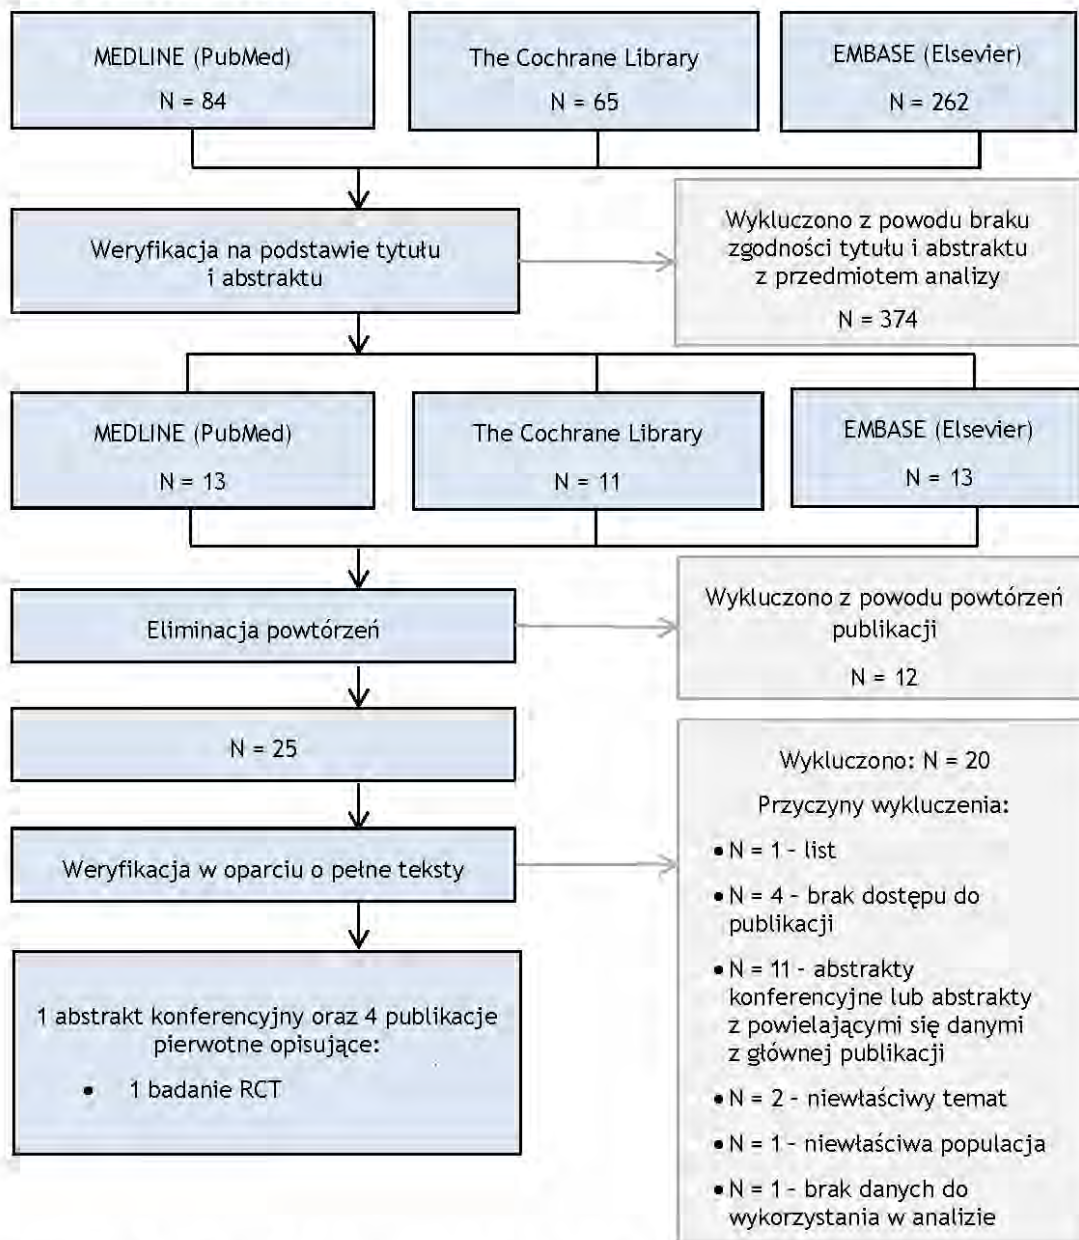 MEDLINE (PubMed)
N = 84
The Cochrane Library
N = 65
EMBASE (Elsevier)
N = 262
Weryfikacja na podstawie tytułu
i abstraktu
Wykluczono z powodu braku
zgodności tytułu i abstraktu
z przedmiotem analizy
N = 374
MEDLINE (PubMed)
N = 13
The Cochrane Library
N = 11
EMBASE (Elsevier)
N = 13
Eliminacja powtórzeń
Wykluczono z powodu powtórzeń
publikacji
N = 12
N = 25
Weryfikacja w oparciu o pełne teksty
Wykluczono: N = 20
Przyczyny wykluczenia:
• N = 1 - list
• N = 4 - brak dostępu do
publikacji
• N = 11 - abstrakty
konferencyjne lub abstrakty
z powielającymi się danymi
z głównej publikacji
• N = 2 - niewłaściwy temat
• N = 1 - niewłaściwa populacja
• N = 1 - brak danych do
wykorzystania w analizie
1 abstrakt konferencyjny oraz 4 publikacje
pierwotne opisujące:
• 1 badanie RCT